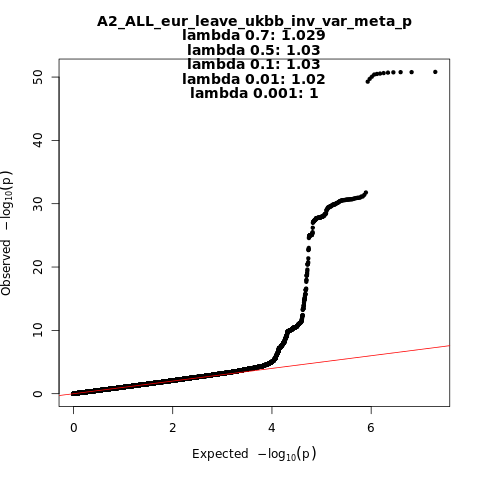 A2_ALL_eur_leave_ukbb_inv_var_meta_p
lambda 0.7: 1.029
lambda 0.5: 1.03
lambda 0.1: 1.03
lambda 0.01: 1.02
lambda 0.001: 1
50
40
30
20
10
0
Observed −log10(p)
0 2 4 6
Expected −log10(p)